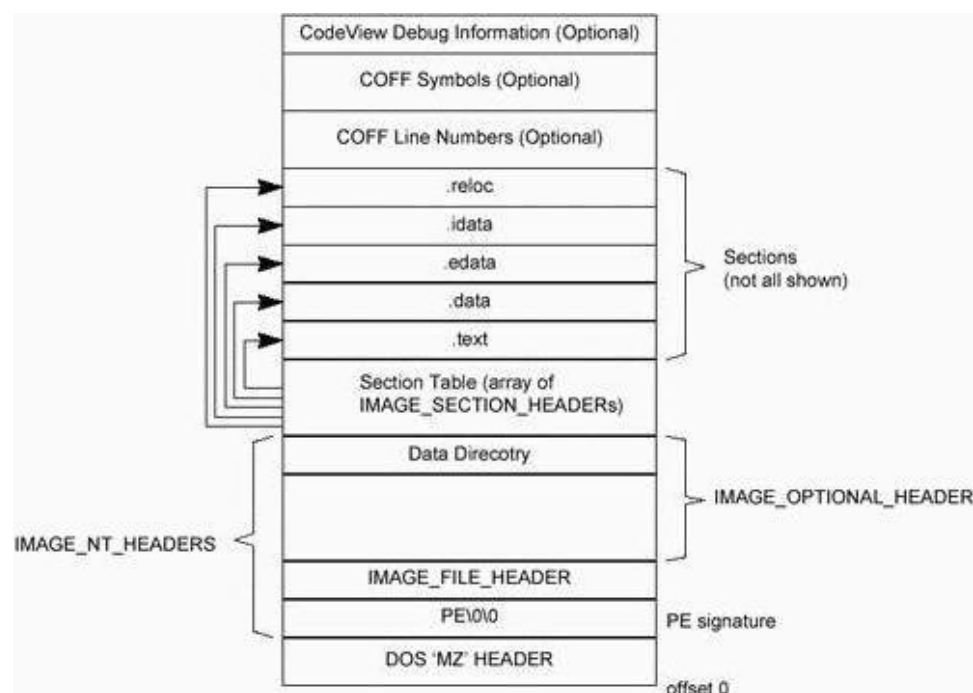 CodeView Debug Information (Optional)
COFF Symbols (Optional)
COFF Line Numbers (Optional)
.reloc
.idata
.edata
.data
.text
Sections
(not all shown)
Section Table (array of
IMAGE_SECTION_HEADERs)
Data Direcotry
IMAGE_OPTIONAL_HEADER
IMAGE_NT_HEADERS
IMAGE_FILE_HEADER
PE\0\0
PE signature
DOS ‘MZ’ HEADER
offset 0